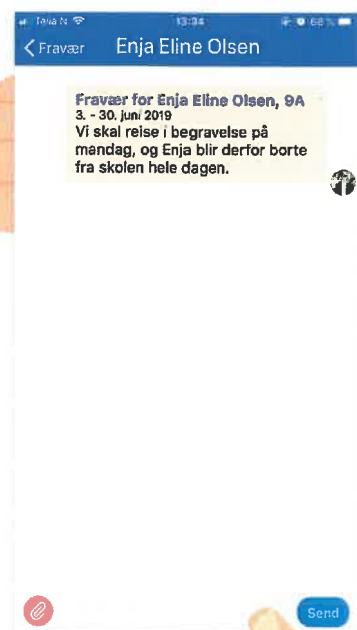 Telia N 13:34 68 %
Fravær Enja Eline Olsen
Fravær for Enja Eline Olsen, 9A
3. - 30. juni 2019
Vi skal reise i begravelse på
mandag, og Enja blir derfor borte
fra skolen hele dagen.
Send